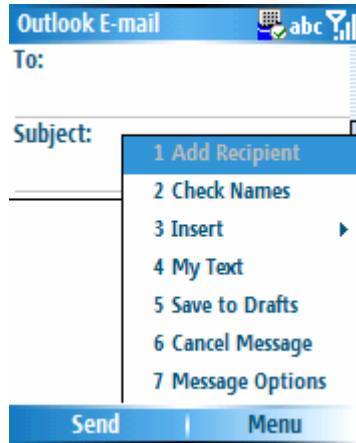 Outlook E-mail abc
To:
Subject:
1 Add Recipient
2 Check Names
3 Insert
4 My Text
5 Save to Drafts
6 Cancel Message
7 Message Options
Send Menu